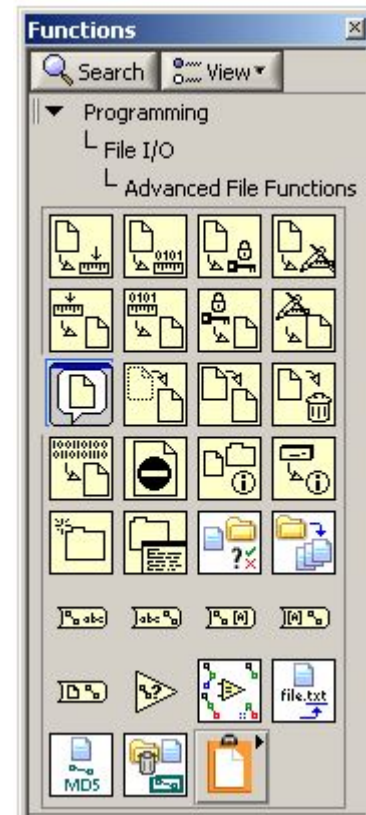 Functions
Search View
Programming
File I/O
Advanced File Functions
0101
0101
abc abc [A] [A]
?
file.txt
MD5